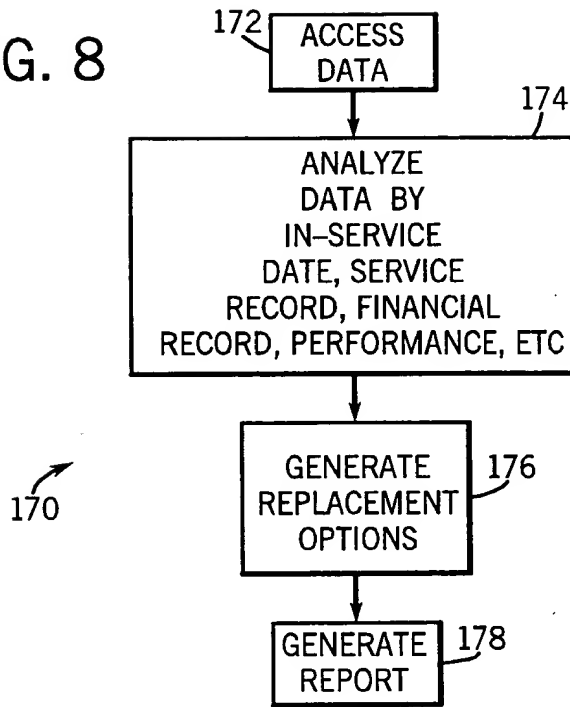 G. 8
172
ACCESS
DATA
174
ANALYZE
DATA BY
IN-SERVICE
DATE, SERVICE
RECORD, FINANCIAL
RECORD, PERFORMANCE, ETC
170
GENERATE
REPLACEMENT
OPTIONS
176
GENERATE
REPORT
178